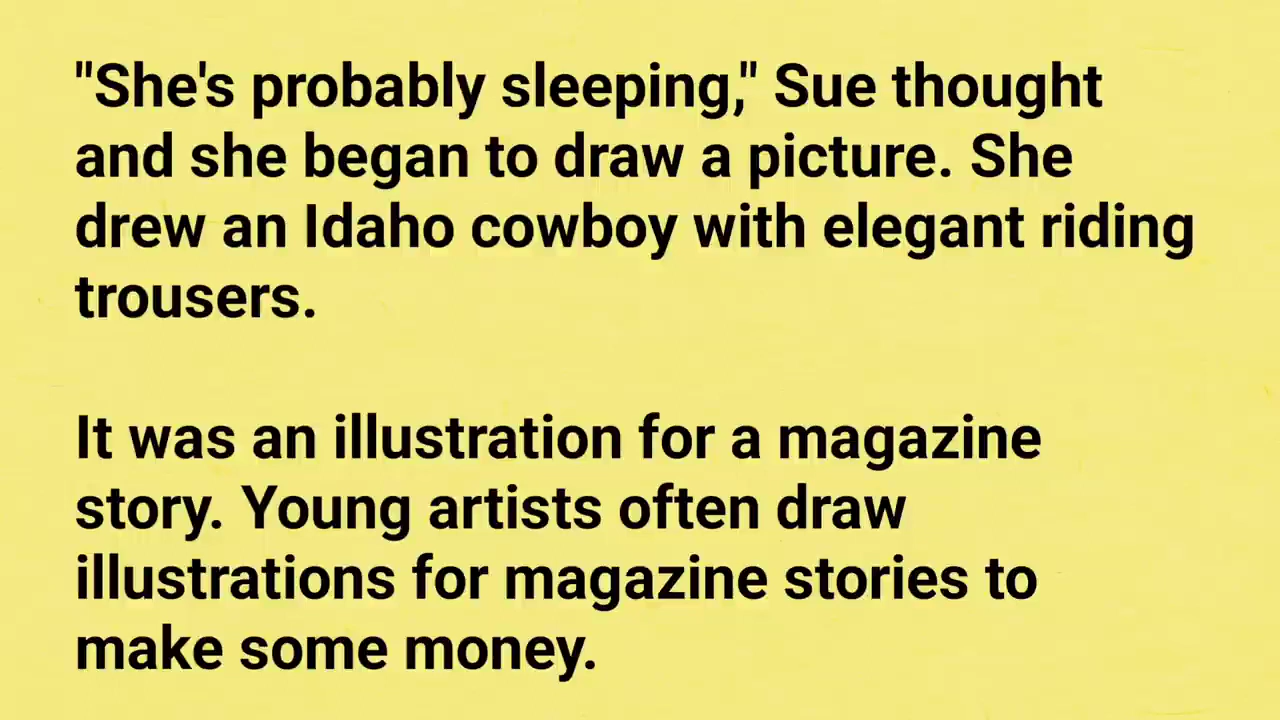 "She's probably sleeping," Sue thought
and she began to draw a picture. She
drew an Idaho cowboy with elegant riding
trousers.
It was an illustration for a magazine
story. Young artists often draw
illustrations for magazine stories to
make some money.